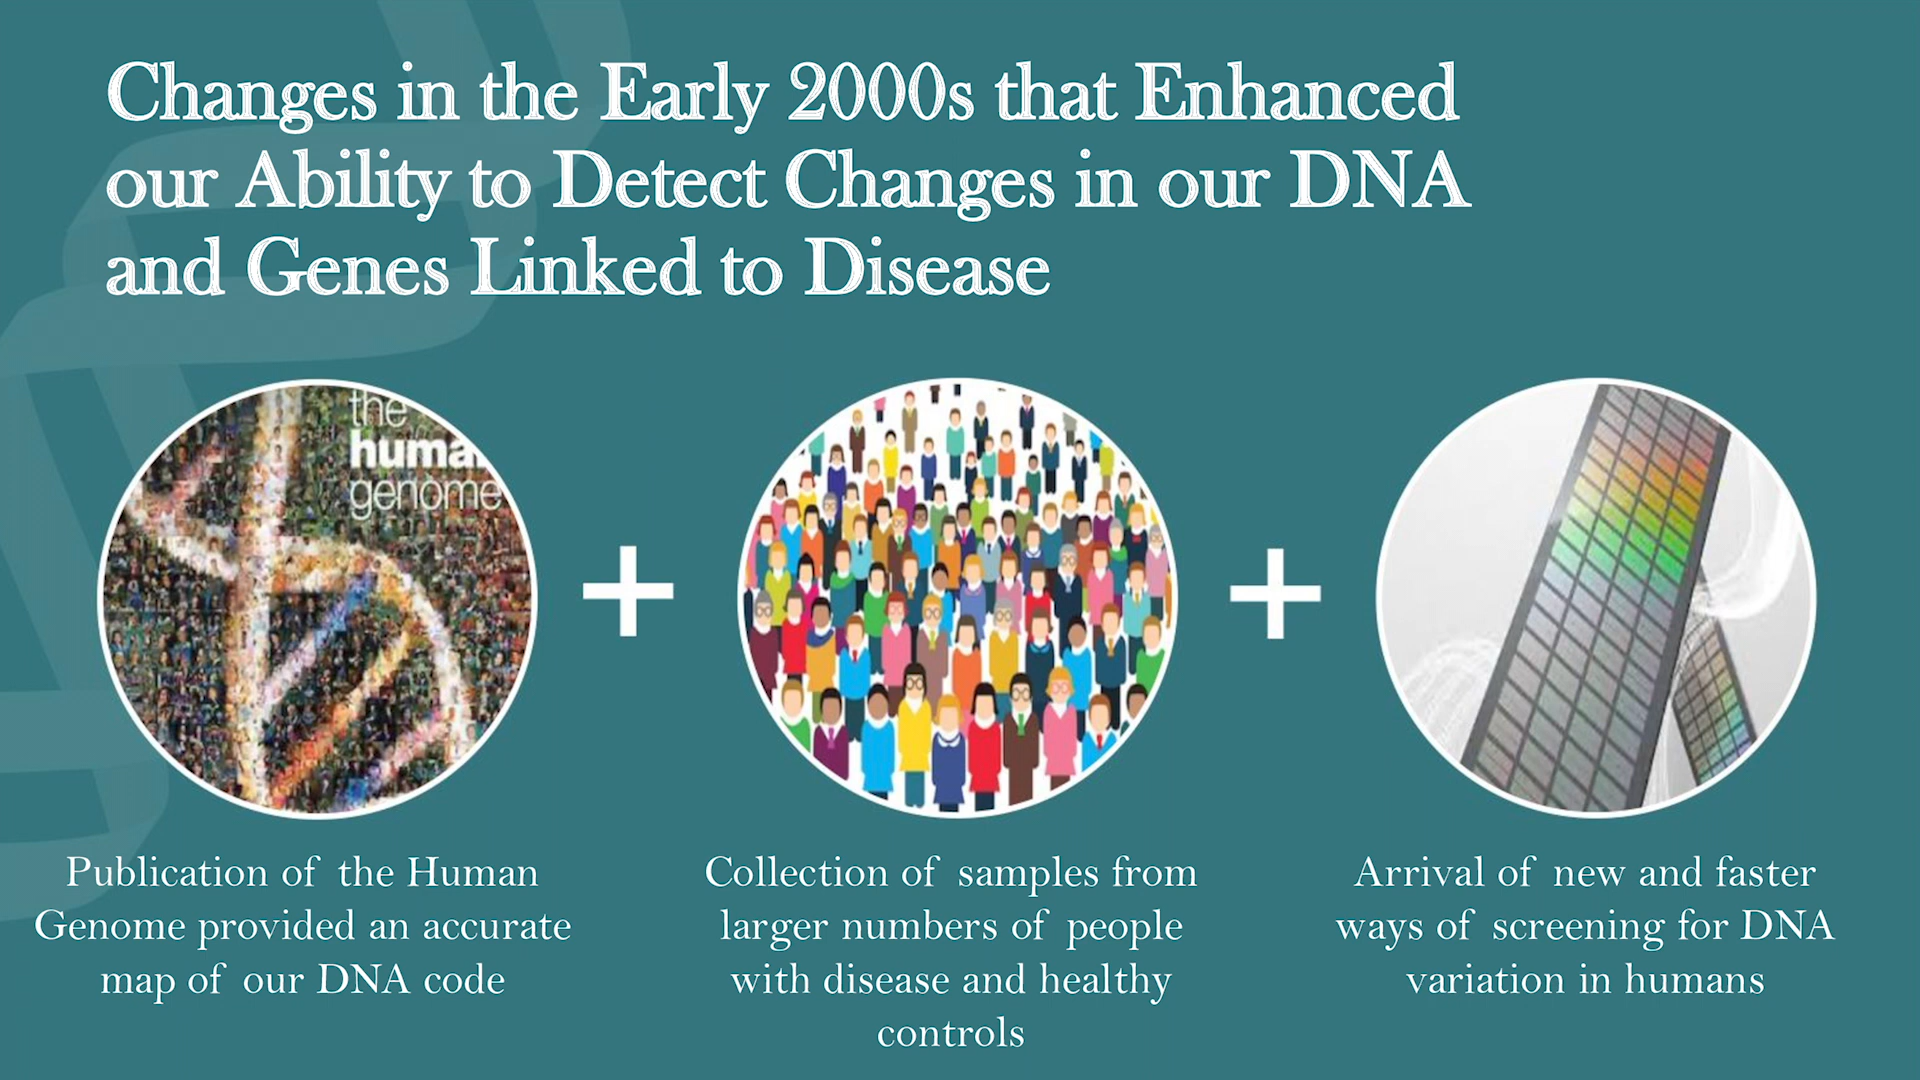 Changes in the Early 2000s that Enhanced
our Ability to Detect Changes in our DNA
and Genes Linked to Disease
the
human
genome
Publication of the Human
Genome provided an accurate
map of our DNA code
Collection of samples from
larger numbers of people
with disease and healthy
controls
Arrival of new and faster
ways of screening for DNA
variation in humans